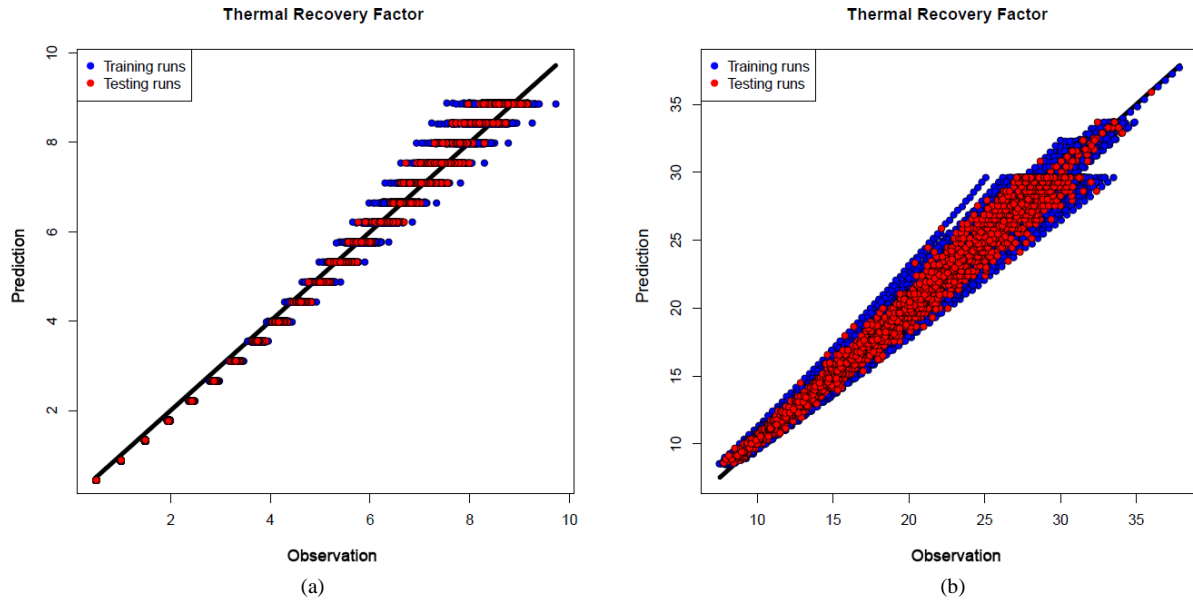 Thermal Recovery Factor
Training runs
Testing runs
10
8
6
4
2
Prediction
2
4
6
8
10
Observation
(a)
Thermal Recovery Factor
Training runs
Testing runs
35
30
25
20
15
10
Prediction
10
15
20
25
30
35
Observation
(b)